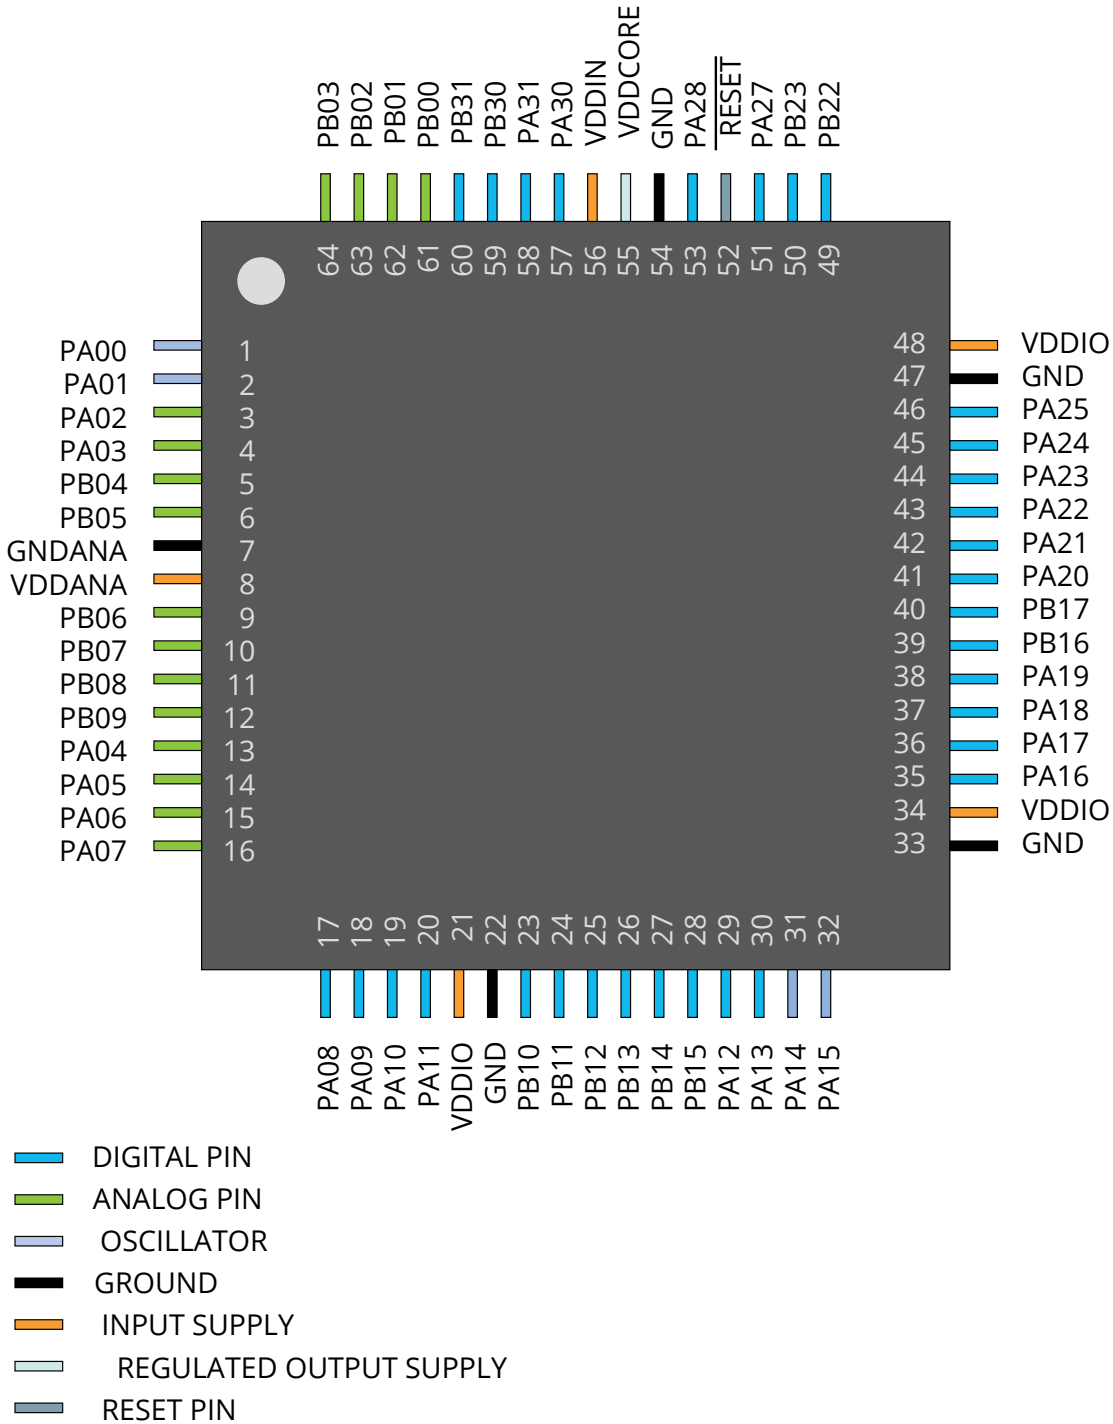 PB03 PB02 PB01 PB00 PB31 PB30 PA31 PA30 VDDIN VDDCORE GND PA28 RESET PA27 PB23 PB22
64 63 62 61 60 59 58 57 56 55 54 53 52 51 50 49
PA00 1 48 VDDIO
PA01 2 47 GND
PA02 3 46 PA25
PA03 4 45 PA24
PB04 5 44 PA23
PB05 6 43 PA22
GNDANA 7 42 PA21
VDDANA 8 41 PA20
PB06 9 40 PB17
PB07 10 39 PB16
PB08 11 38 PA19
PB09 12 37 PA18
PA04 13 36 PA17
PA05 14 35 PA16
PA06 15 34 VDDIO
PA07 16 33 GND
17 18 19 20 21 22 23 24 25 26 27 28 29 30 31 32
PA08 PA09 PA10 PA11 VDDIO GND PB10 PB11 PB12 PB13 PB14 PB15 PA12 PA13 PA14 PA15
DIGITAL PIN
ANALOG PIN
OSCILLATOR
GROUND
INPUT SUPPLY
REGULATED OUTPUT SUPPLY
RESET PIN